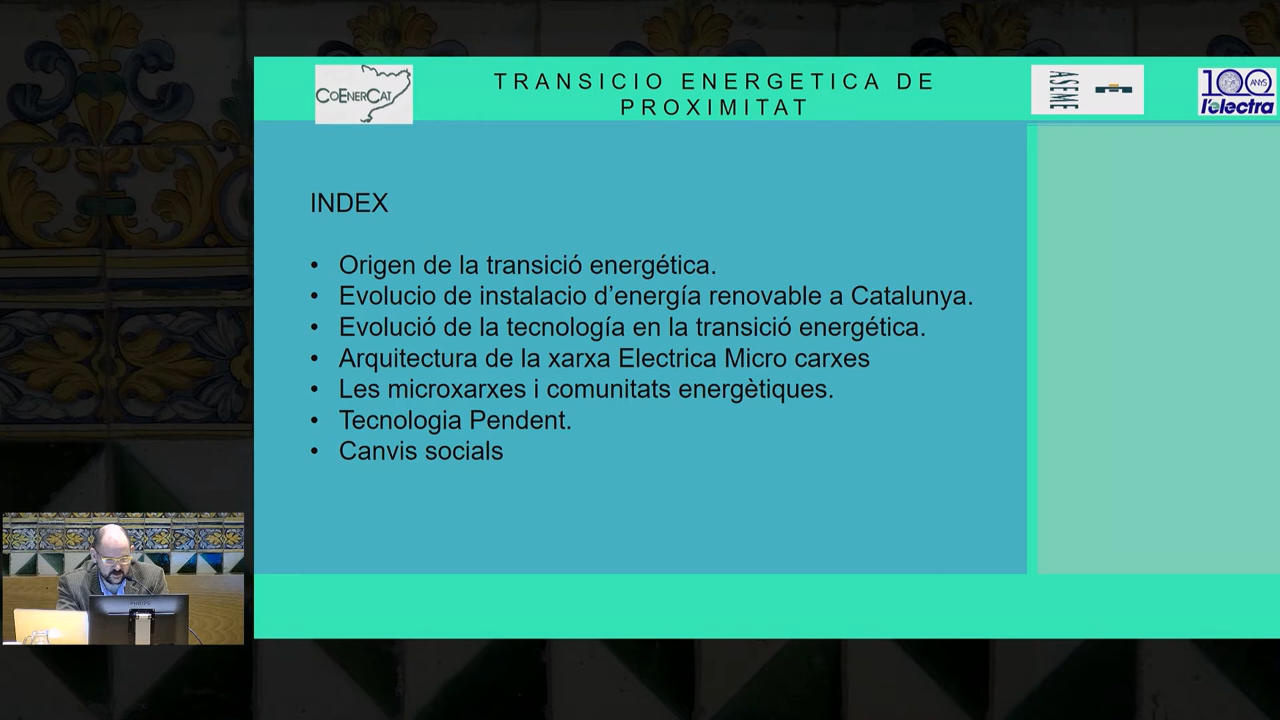 COENERCAT
TRANSICIO ENERGETICA DE
PROXIMITAT
ASEME
100 ANYS
l'electra
INDEX
• Origen de la transició energética.
• Evolucio de instalacio d'energía renovable a Catalunya.
• Evolució de la tecnología en la transició energética.
• Arquitectura de la xarxa Electrica Micro carxes
• Les microxarxes i comunitats energètiques.
• Tecnologia Pendent.
• Canvis socials
PHILIPS